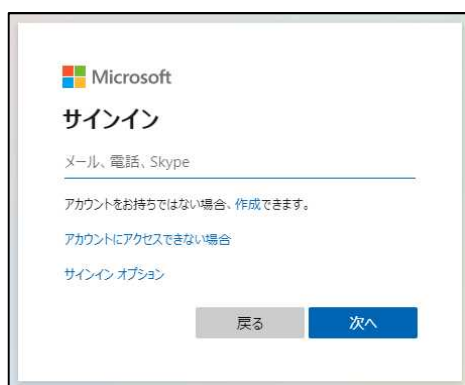 Microsoft
サインイン
メール、電話、Skype
アカウントをお持ちではない場合、作成できます。
アカウントにアクセスできない場合
サインイン オプション
戻る
次へ